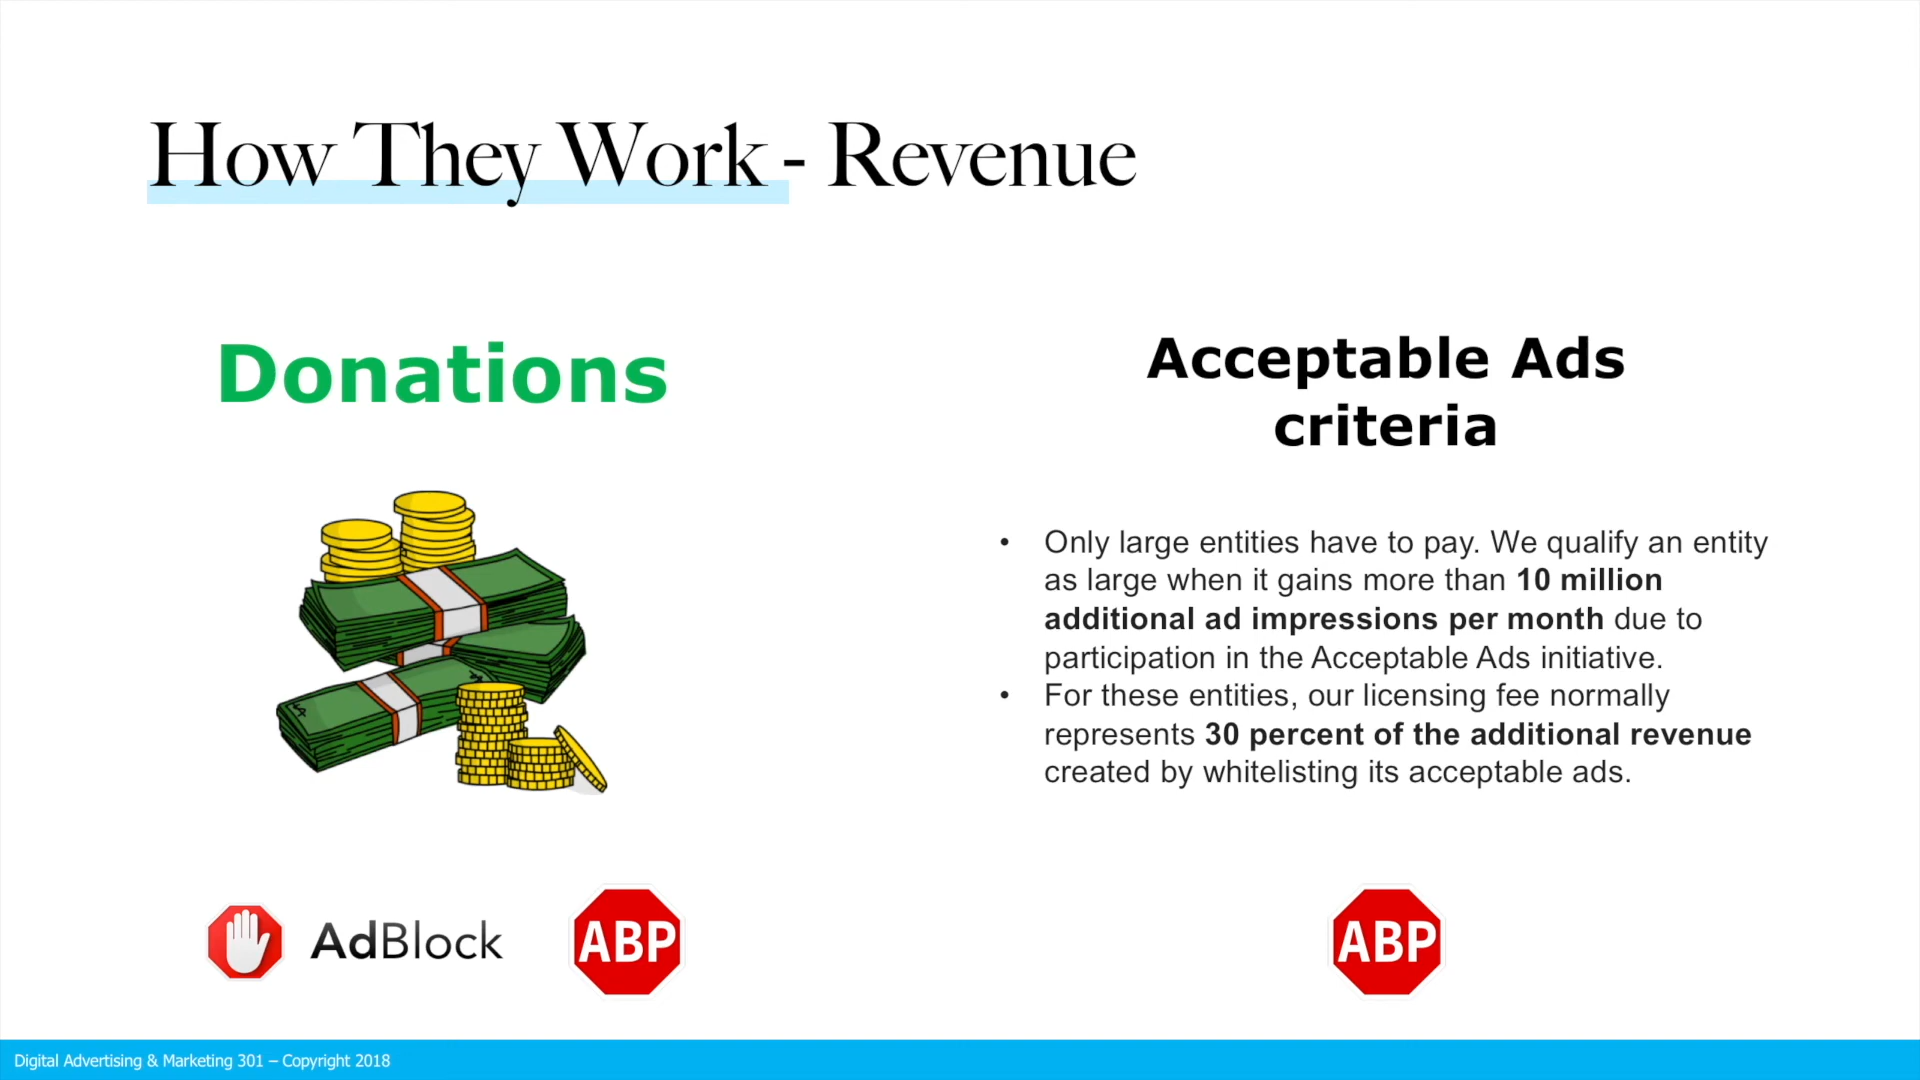 How They Work - Revenue
Donations
Acceptable Ads
criteria
• Only large entities have to pay. We qualify an entity
as large when it gains more than 10 million
additional ad impressions per month due to
participation in the Acceptable Ads initiative.
• For these entities, our licensing fee normally
represents 30 percent of the additional revenue
created by whitelisting its acceptable ads.
AdBlock
ABP
ABP
Digital Advertising & Marketing 301 – Copyright 2018